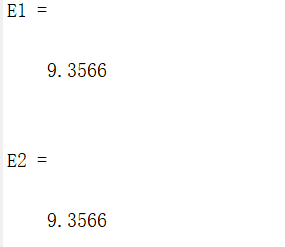 E1 =
9.3566
E2 =
9.3566